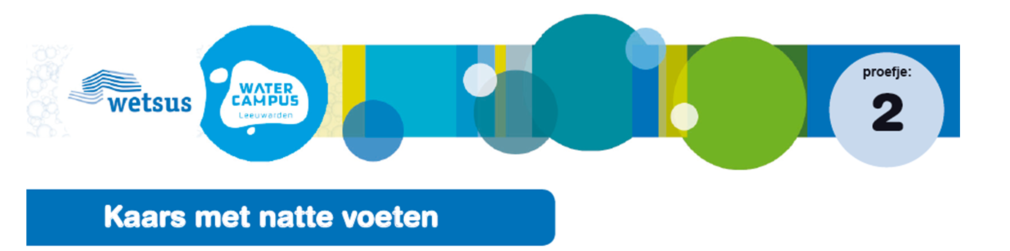 wetsus
WATER
CAMPUS
Leeuwarden
proefje:
2
Kaars met natte voeten